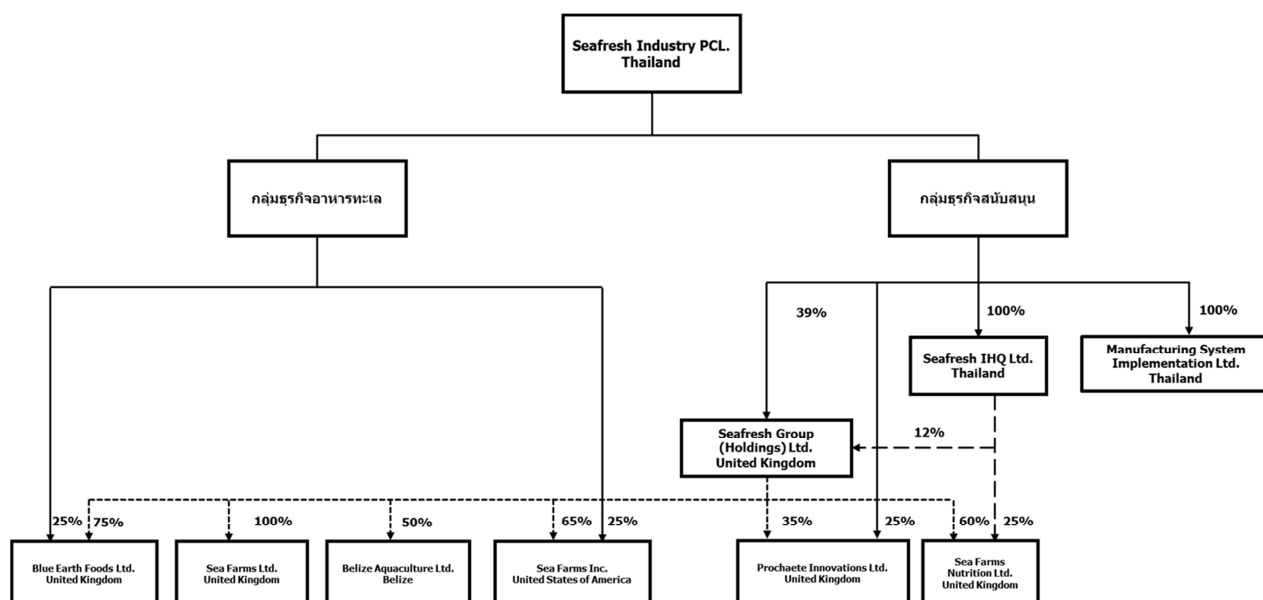 Seafresh Industry PCL.
Thailand
กลุ่มธุรกิจอาหารทะเล
กลุ่มธุรกิจสนับสนุน
39%
100%
100%
Seafresh IHQ Ltd.
Thailand
Manufacturing System
Implementation Ltd.
Thailand
Seafresh Group
(Holdings) Ltd.
United Kingdom
12%
25%
75%
100%
50%
65%
25%
35%
25%
60%
25%
Blue Earth Foods Ltd.
United Kingdom
Sea Farms Ltd.
United Kingdom
Belize Aquaculture Ltd.
Belize
Sea Farms Inc.
United States of America
Prochaete Innovations Ltd.
United Kingdom
Sea Farms
Nutrition Ltd.
United Kingdom